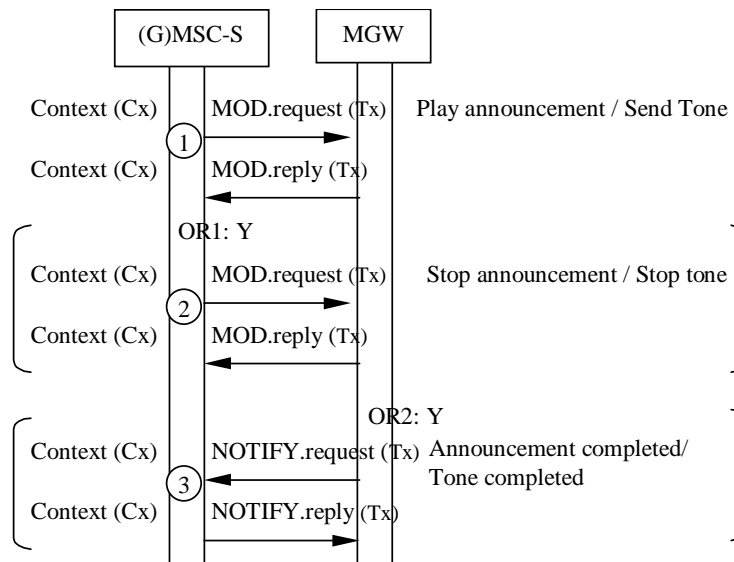 (G)MSC-S MGW
Context (Cx) MOD.request (Tx) Play announcement / Send Tone
1
Context (Cx) MOD.reply (Tx)
OR1: Y
Context (Cx) MOD.request (Tx) Stop announcement / Stop tone
2
Context (Cx) MOD.reply (Tx)
OR2: Y
Context (Cx) NOTIFY.request (Tx) Announcement completed/
3 Tone completed
Context (Cx) NOTIFY.reply (Tx)